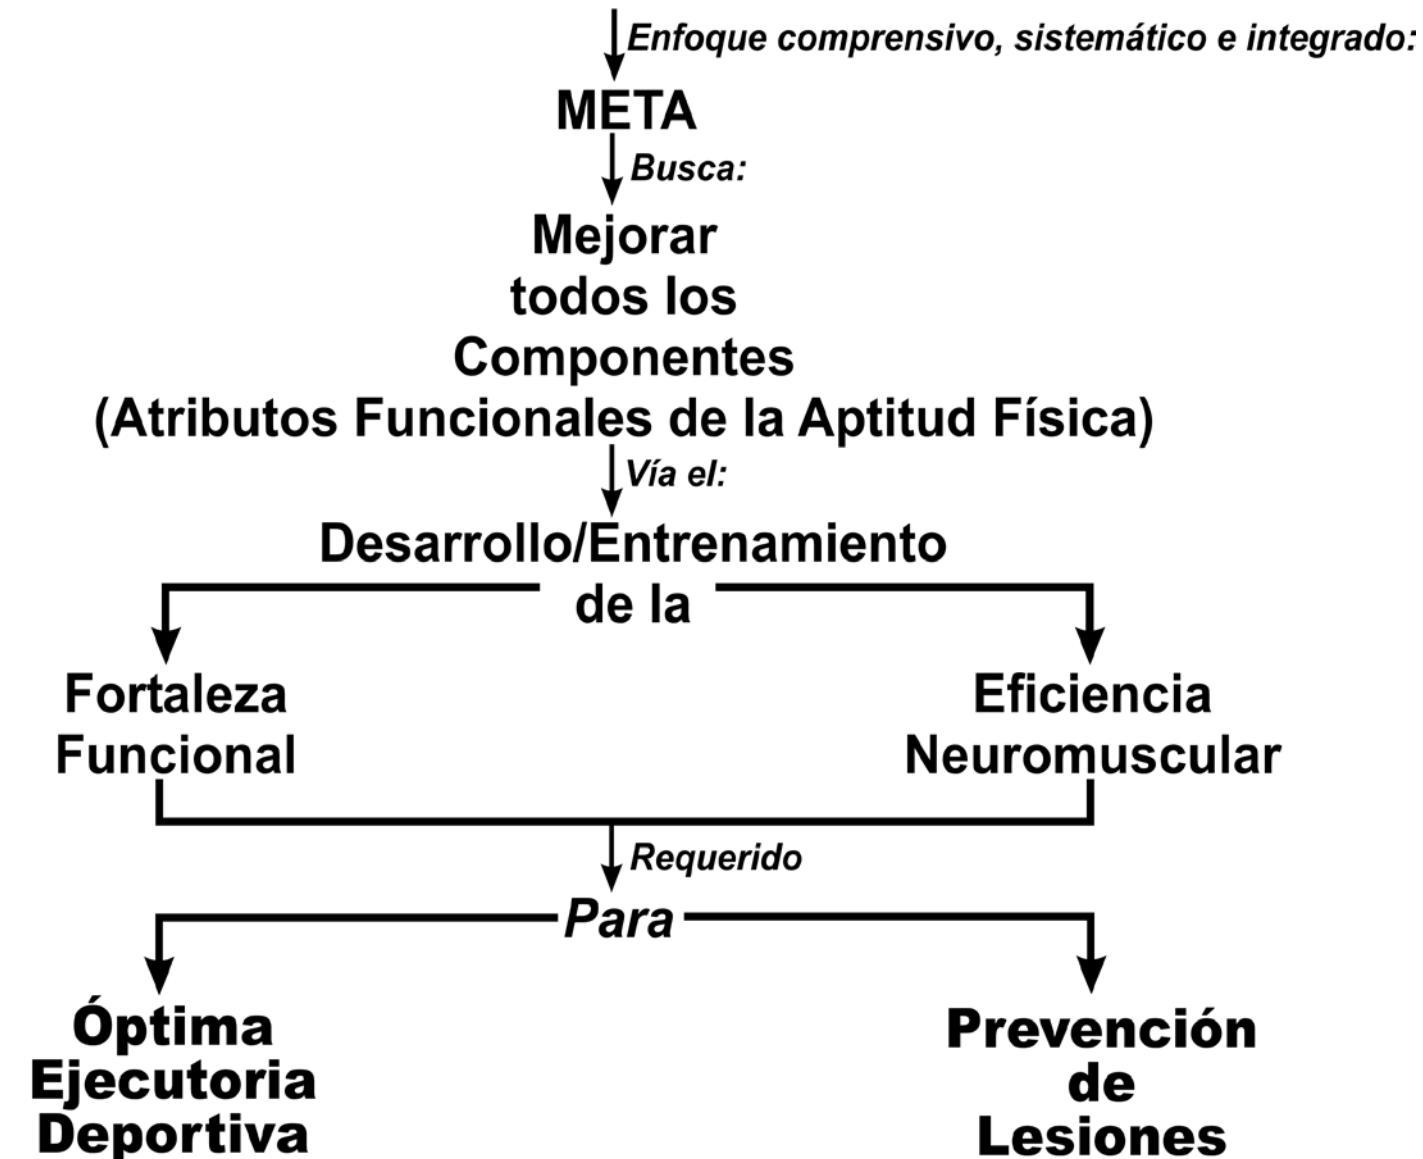 Enfoque comprensivo, sistemático e integrado:
META
Busca:
Mejorar
todos los
Componentes
(Atributos Funcionales de la Aptitud Física)
Vía el:
Desarrollo/Entrenamiento
de la
Fortaleza
Funcional
Eficiencia
Neuromuscular
Requerido
Para
Óptima
Ejecutoria
Deportiva
Prevención
de
Lesiones